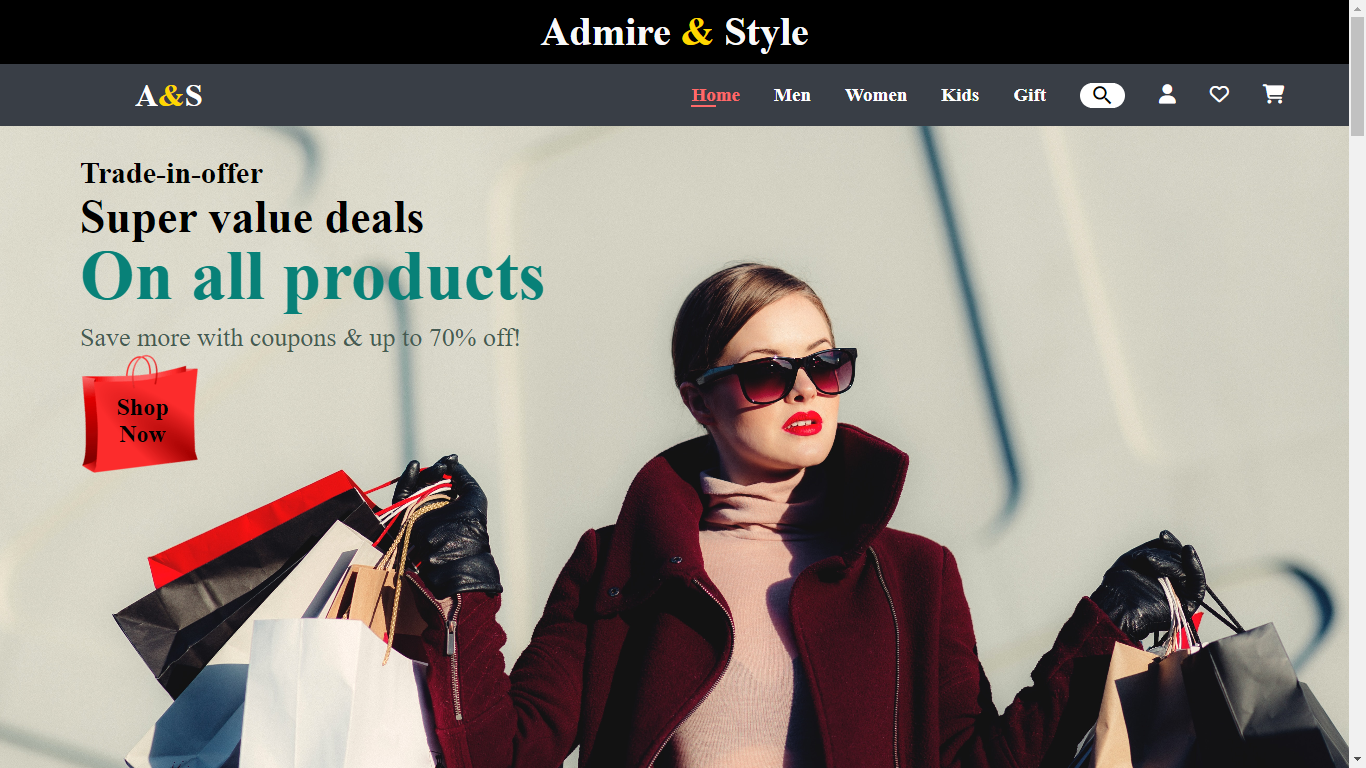 Admire & Style
A&S
Home Men Women Kids Gift
Trade-in-offer
Super value deals
On all products
Save more with coupons & up to 70% off!
Shop
Now